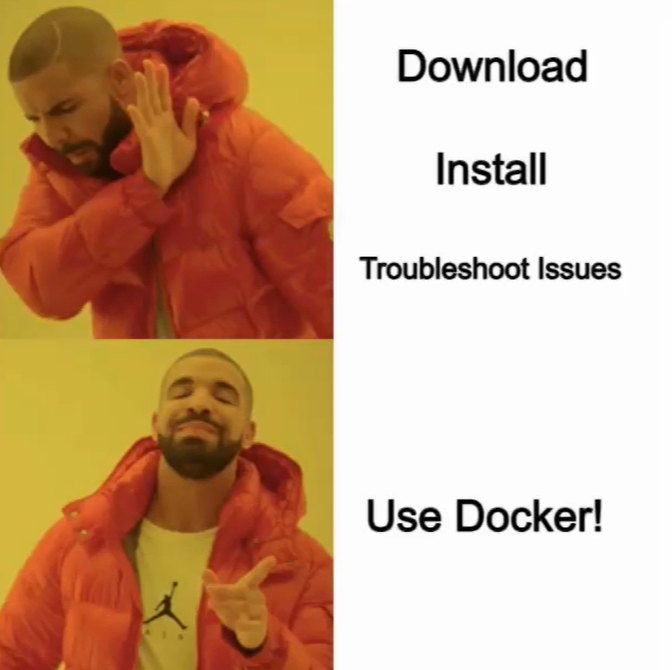 Download
Install
Troubleshoot Issues
Use Docker!